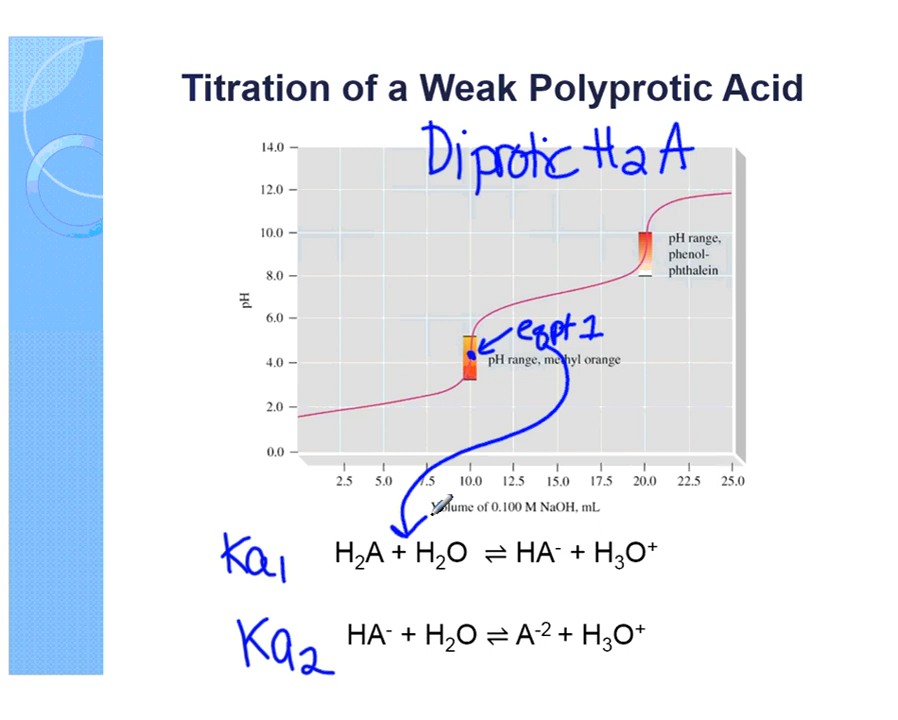 Titration of a Weak Polyprotic Acid
Diprotic H₂A
14.0
12.0
10.0
8.0
6.0
4.0
2.0
0.0
pH
pH range,
phenol-
phthalein
eqpt 1
pH range, methyl orange
2.5 5.0 7.5 10.0 12.5 15.0 17.5 20.0 22.5 25.0
Volume of 0.100 M NaOH, mL
Ka₁ H₂A + H₂O ⇌ HA⁻ + H₃O⁺
Ka₂ HA⁻ + H₂O ⇌ A⁻² + H₃O⁺